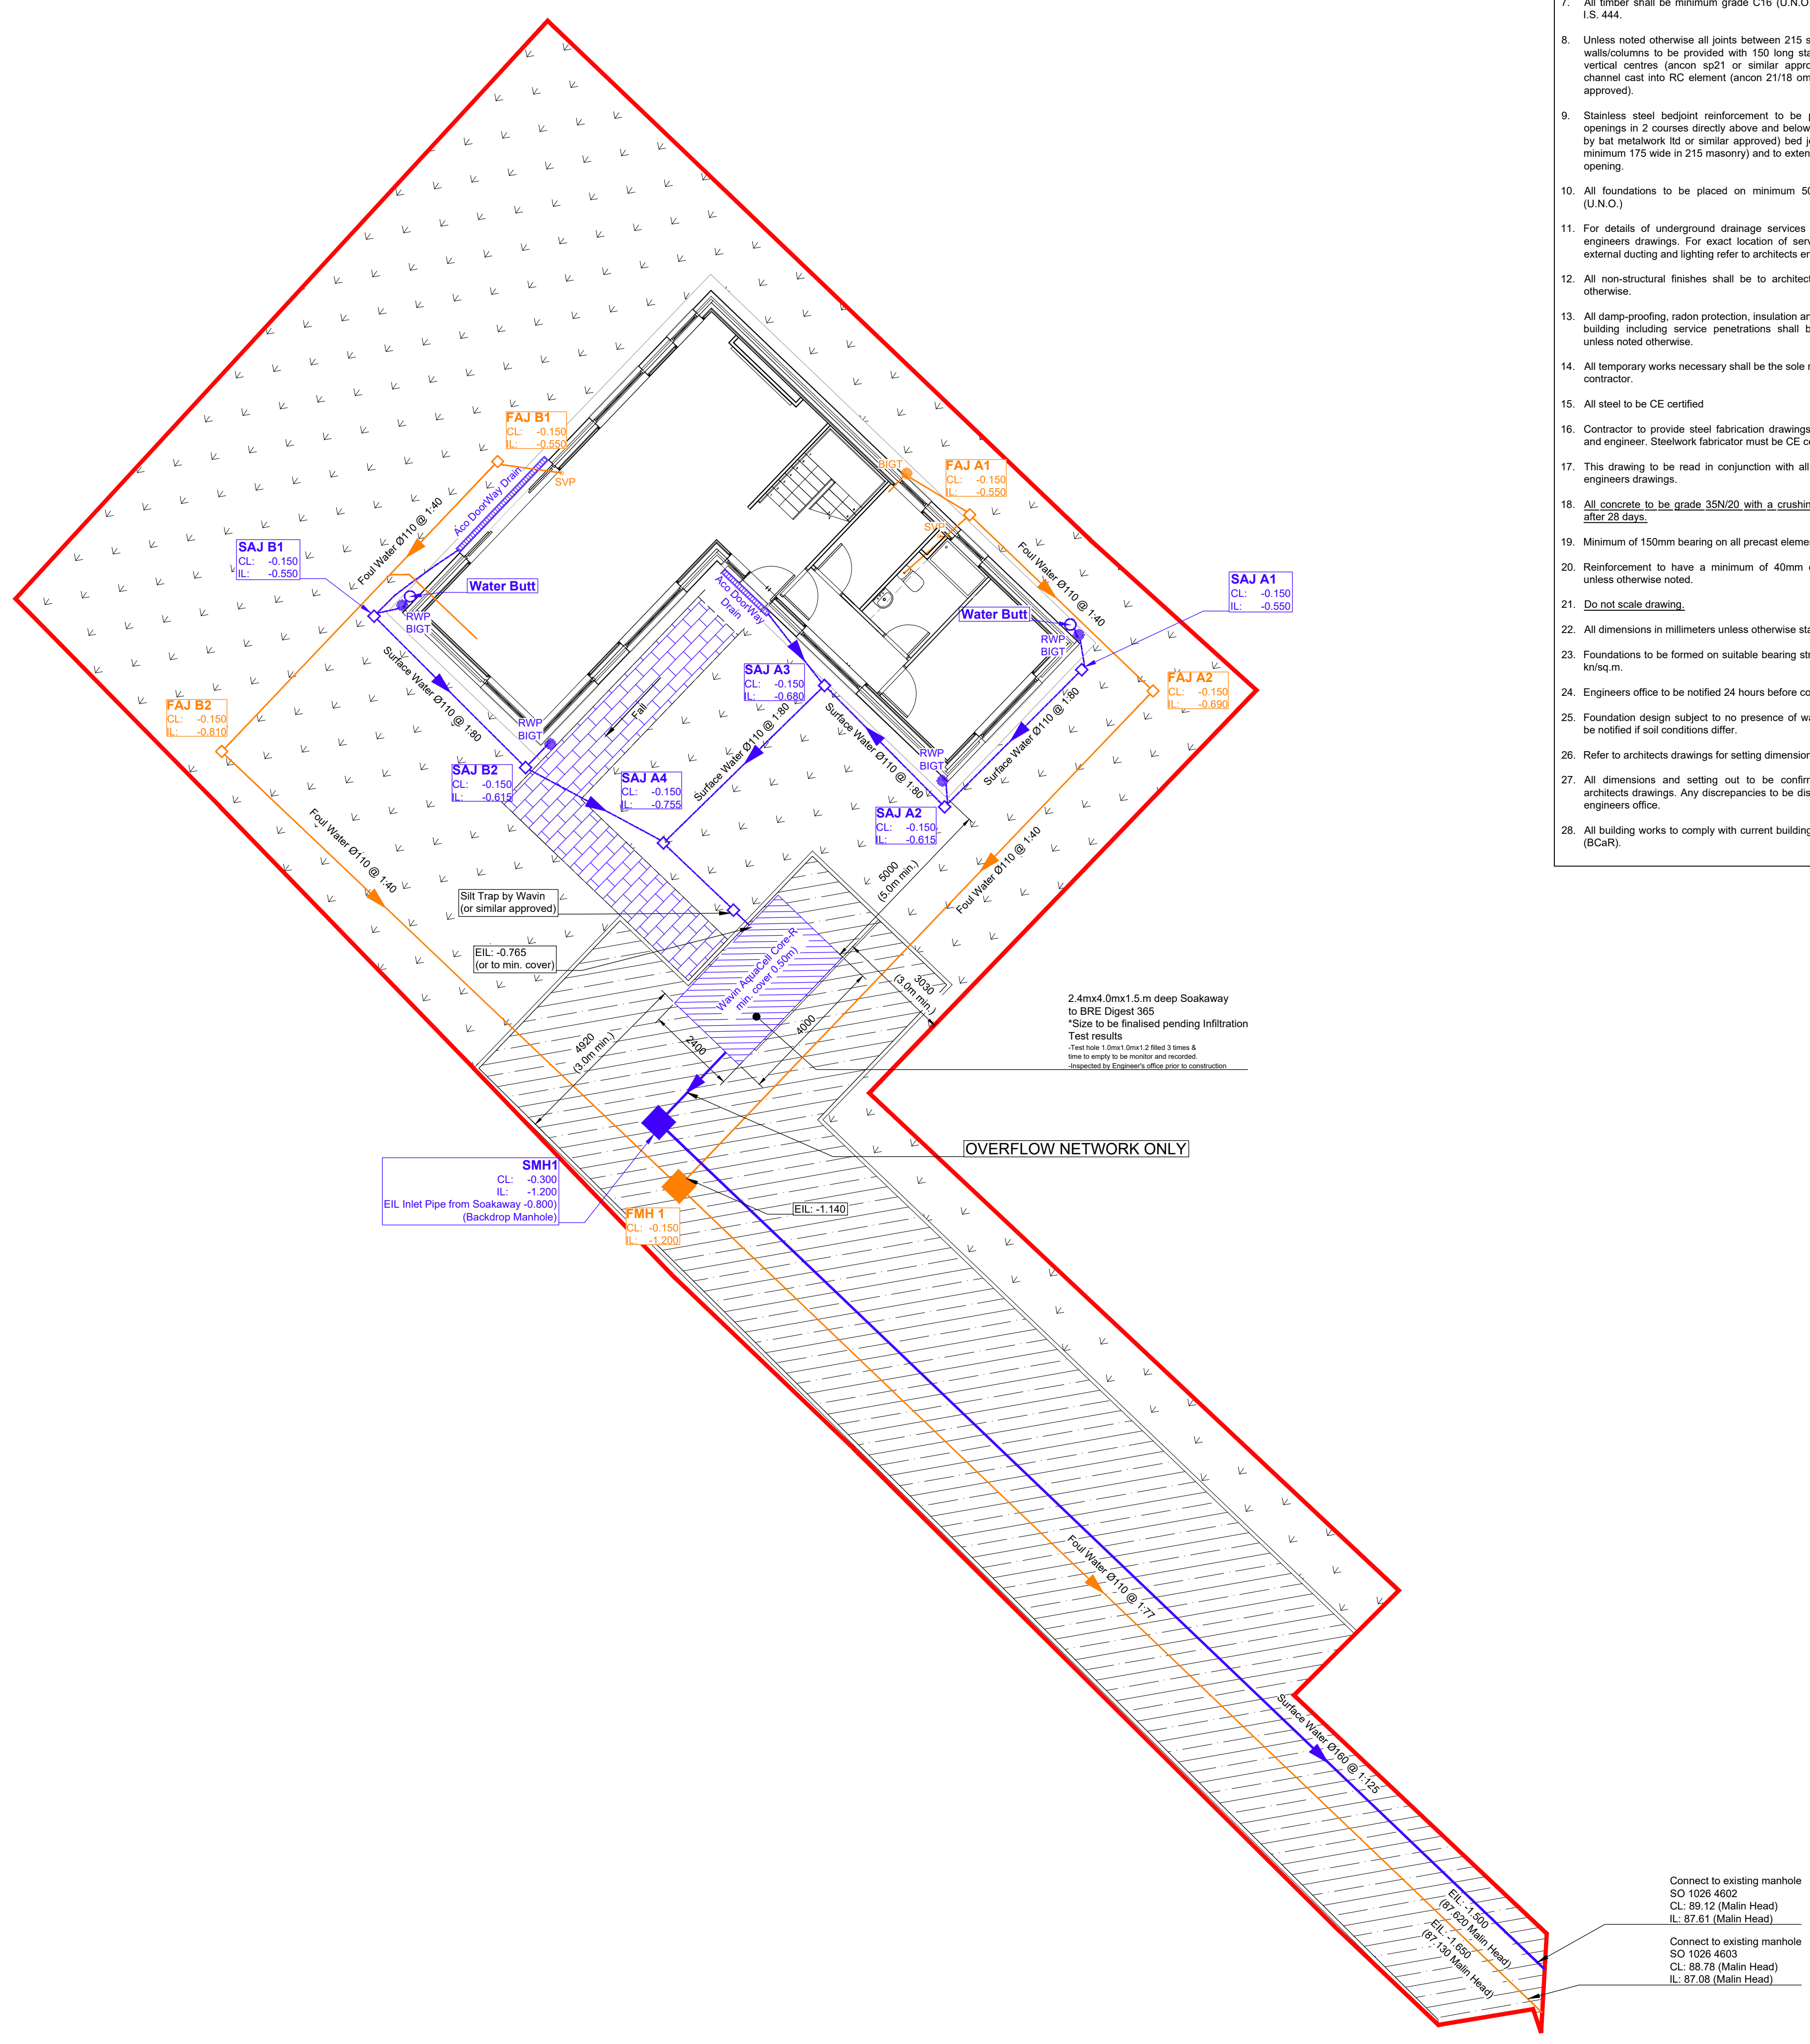 7. All timber shall be minimum grade C16 (U.N.O.
I.S. 444.
8. Unless noted otherwise all joints between 215 s
walls/columns to be provided with 150 long sta
vertical centres (ancon sp21 or similar appro
channel cast into RC element (ancon 21/18 om
approved).
9. Stainless steel bedjoint reinforcement to be p
openings in 2 courses directly above and below
by bat metalwork ltd or similar approved) bed jo
minimum 175 wide in 215 masonry) and to exten
opening.
10. All foundations to be placed on minimum 50
(U.N.O.)
11. For details of underground drainage services
engineers drawings. For exact location of serv
external ducting and lighting refer to architects en
12. All non-structural finishes shall be to architect
otherwise.
13. All damp-proofing, radon protection, insulation an
building including service penetrations shall b
unless noted otherwise.
14. All temporary works necessary shall be the sole r
contractor.
15. All steel to be CE certified
16. Contractor to provide steel fabrication drawings
and engineer. Steelwork fabricator must be CE c
17. This drawing to be read in conjunction with all
engineers drawings.
18. All concrete to be grade 35N/20 with a crushin
after 28 days.
19. Minimum of 150mm bearing on all precast eleme
20. Reinforcement to have a minimum of 40mm c
unless otherwise noted.
21. Do not scale drawing.
22. All dimensions in millimeters unless otherwise sta
23. Foundations to be formed on suitable bearing str
kn/sq.m.
24. Engineers office to be notified 24 hours before co
25. Foundation design subject to no presence of wa
be notified if soil conditions differ.
26. Refer to architects drawings for setting dimension
27. All dimensions and setting out to be confirm
architects drawings. Any discrepancies to be dis
engineers office.
28. All building works to comply with current building
(BCaR).
FAJ B1
CL: -0.150
IL: -0.550
SVP
Aco DoorWay Drain
Foul Water Ø110 @ 1:40
SAJ B1
CL: -0.150
IL: -0.550
Water Butt
RWP
BIGT
Surface Water Ø110 @ 1:80
FAJ B2
CL: -0.150
IL: -0.810
BIGT
FAJ A1
CL: -0.150
IL: -0.550
SVP
Foul Water Ø110 @ 1:40
SAJ A1
CL: -0.150
IL: -0.550
Water Butt
RWP
BIGT
Aco DoorWay
Drain
SAJ A3
CL: -0.150
IL: -0.680
FAJ A2
CL: -0.150
IL: -0.690
Fall
RWP
BIGT
Surface Water Ø110 @ 1:80
Surface Water Ø110 @ 1:80
Surface Water Ø110 @ 1:80
RWP
BIGT
SAJ B2
CL: -0.150
IL: -0.615
SAJ A4
CL: -0.150
IL: -0.755
SAJ A2
CL: -0.150
IL: -0.615
Foul Water Ø110 @ 1:40
5000
(5.0m min.)
Foul Water Ø110 @ 1:40
Silt Trap by Wavin
(or similar approved)
EIL: -0.765
(or to min. cover)
Wavin AquaCell Core-R
min. cover 0.50m)
3030
(3.0m min.)
4920
(3.0m min.)
2400
4000
2.4mx4.0mx1.5.m deep Soakaway
to BRE Digest 365
*Size to be finalised pending Infiltration
Test results
-Test hole 1.0mx1.0mx1.2 filled 3 times &
time to empty to be monitor and recorded.
-Inspected by Engineer's office prior to construction
OVERFLOW NETWORK ONLY
SMH1
CL: -0.300
IL: -1.200
EIL Inlet Pipe from Soakaway -0.800)
(Backdrop Manhole)
FMH 1
CL: -0.150
IL: -1.200
EIL: -1.140
Foul Water Ø110 @ 1:77
Surface Water Ø160 @ 1:125
EIL: -1.500
(87.620 Malin Head)
EIL: -1.650
(87.130 Malin Head)
Connect to existing manhole
SO 1026 4602
CL: 89.12 (Malin Head)
IL: 87.61 (Malin Head)
Connect to existing manhole
SO 1026 4603
CL: 88.78 (Malin Head)
IL: 87.08 (Malin Head)